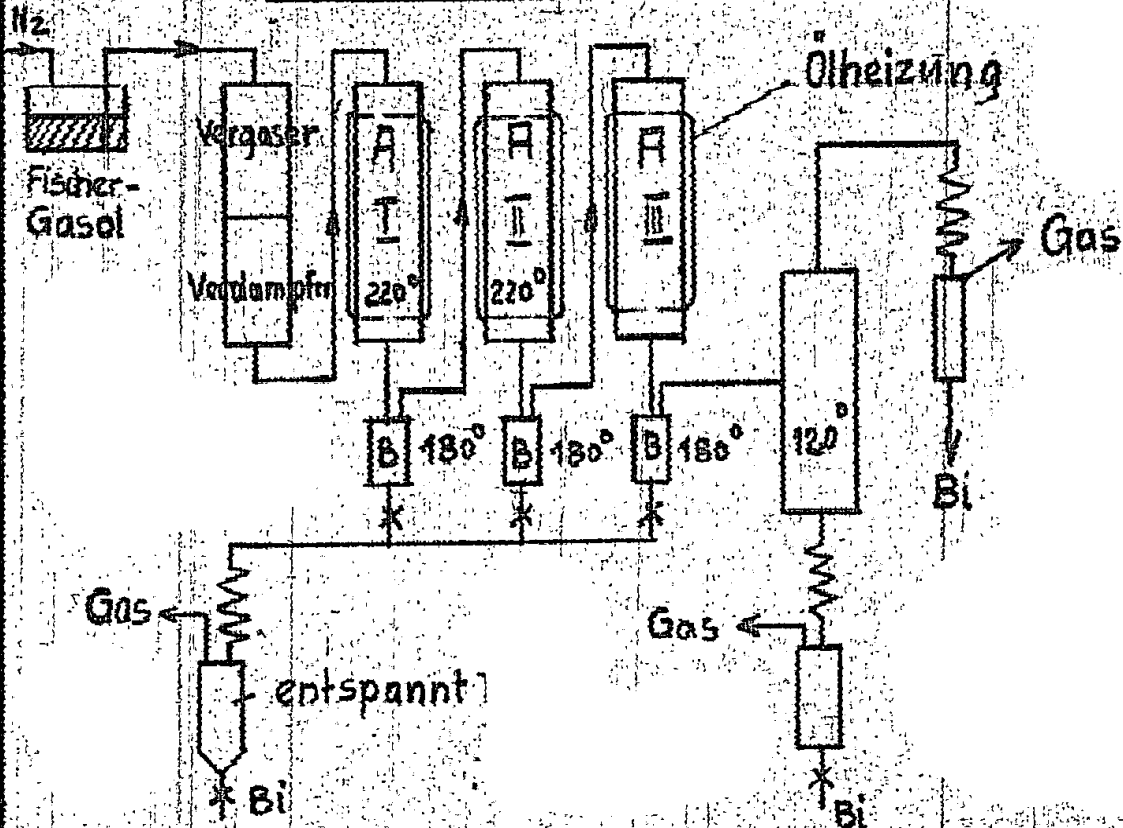 N2
Fischer-
Gasol
Vergaser
Verdampfer
A
I
220°
A
II
220°
A
III
Ölheizung
B 180°
B 180°
B 180°
120°
Gas
Bi
Gas
entspannt
Bi
Gas
Bi